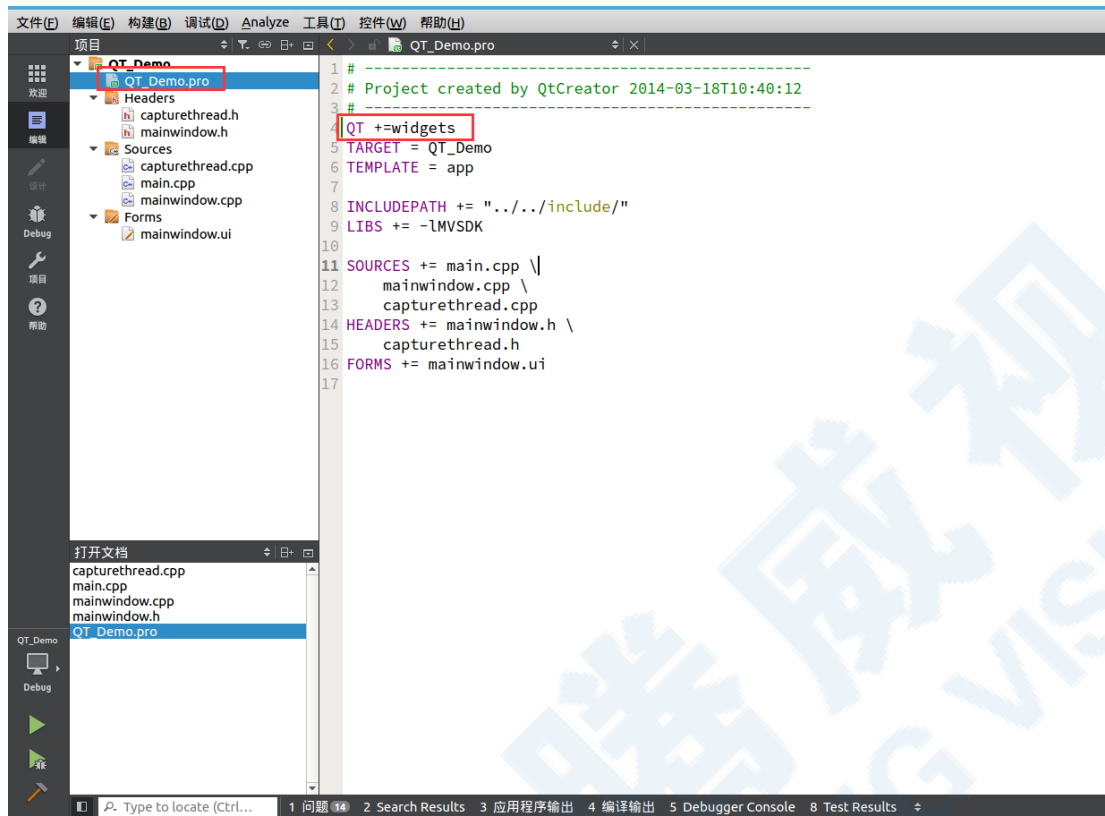 文件(F) 编辑(E) 构建(B) 调试(D) Analyze 工具(T) 控件(W) 帮助(H)
项目
QT_Demo.pro
欢迎
编辑
设计
Debug
项目
帮助
QT_Demo
QT_Demo.pro
Headers
capturethread.h
mainwindow.h
Sources
capturethread.cpp
main.cpp
mainwindow.cpp
Forms
mainwindow.ui
1 # -------------------------------------------------
2 # Project created by QtCreator 2014-03-18T10:40:12
3 # -------------------------------------------------
4 QT +=widgets
5 TARGET = QT_Demo
6 TEMPLATE = app
7
8 INCLUDEPATH += "../../include/"
9 LIBS += -lMVSDK
10
11 SOURCES += main.cpp \
12 mainwindow.cpp \
13 capturethread.cpp
14 HEADERS += mainwindow.h \
15 capturethread.h
16 FORMS += mainwindow.ui
17
打开文档
capturethread.cpp
main.cpp
mainwindow.cpp
mainwindow.h
QT_Demo.pro
QT_Demo
Debug
Type to locate (Ctrl... 1 问题 14 2 Search Results 3 应用程序输出 4 编译输出 5 Debugger Console 8 Test Results
腾威视